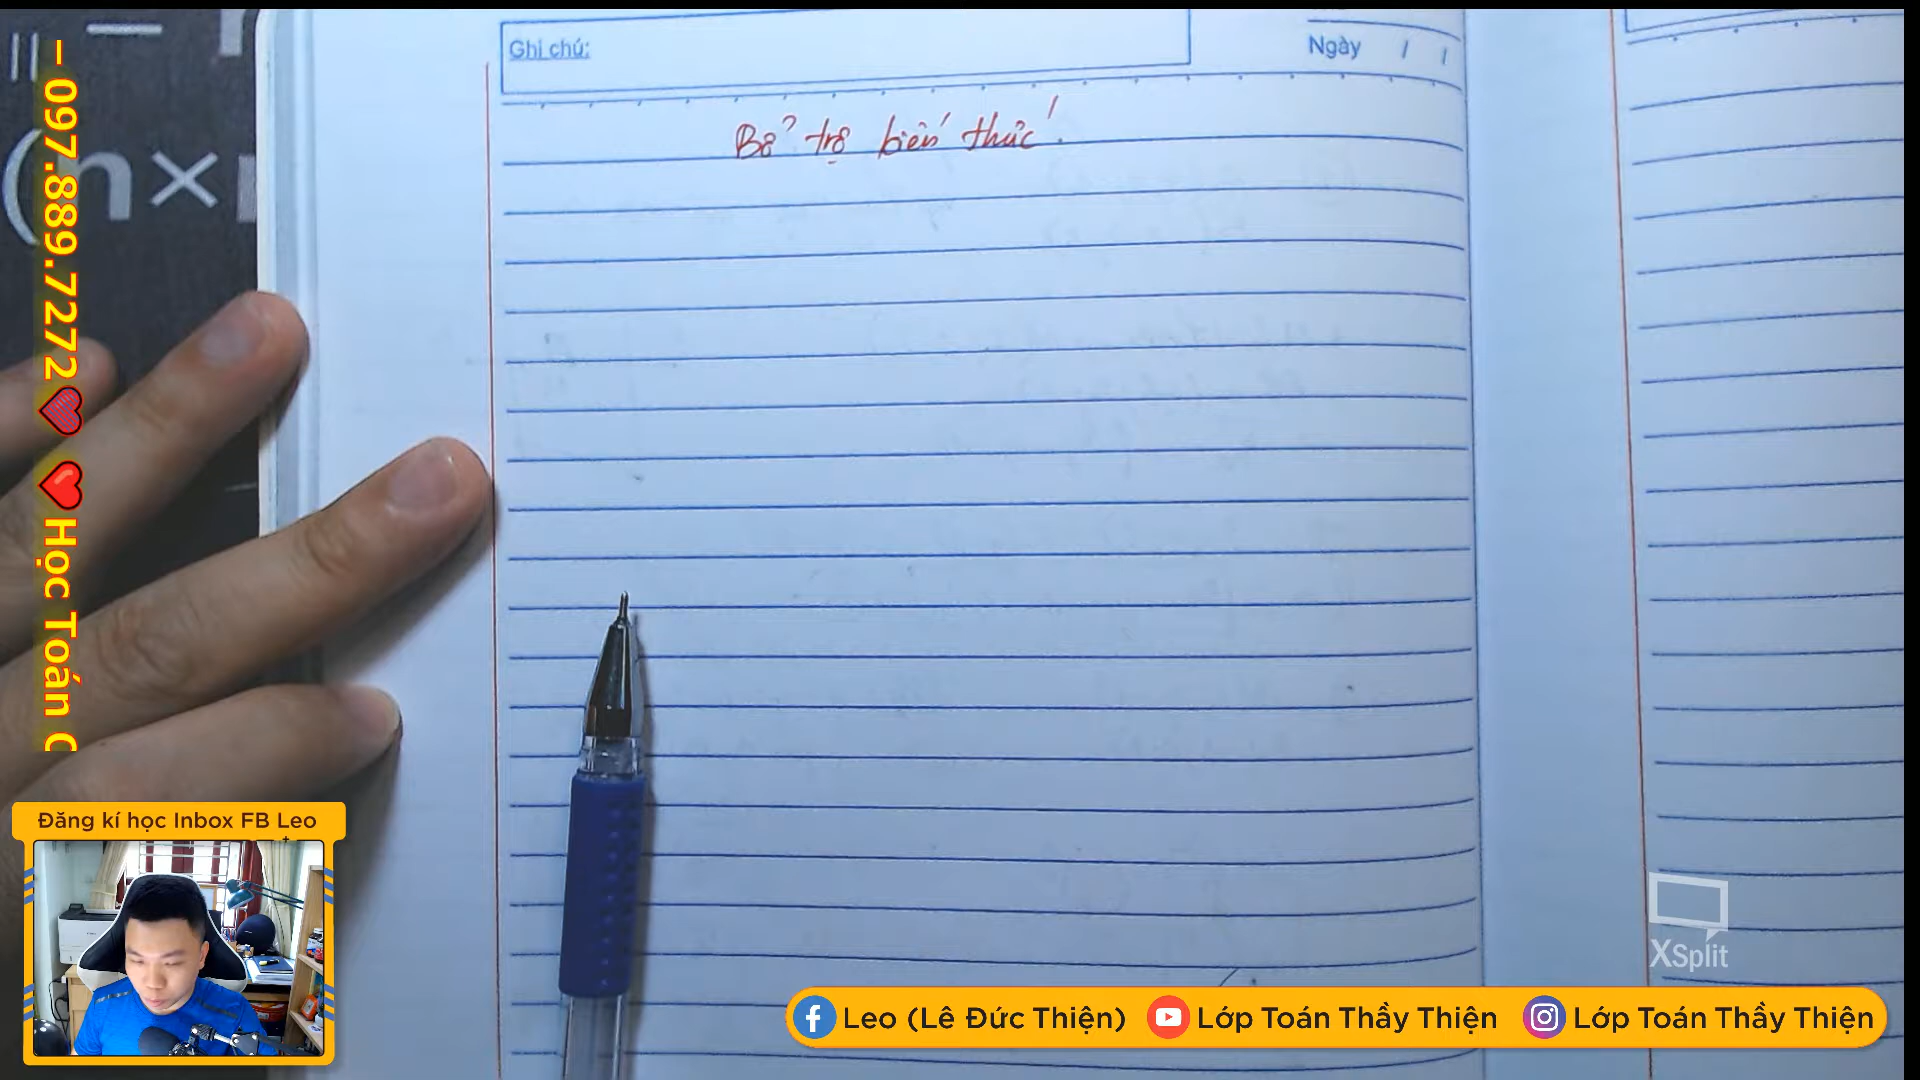 Ghi chú:
Ngày / /
Bổ trợ kiến thức.
– 097.889.7272❤ ❤Học Toán C
(n×
Đăng kí học Inbox FB Leo
XSplit
Leo (Lê Đức Thiện) Lớp Toán Thầy Thiện Lớp Toán Thầy Thiện